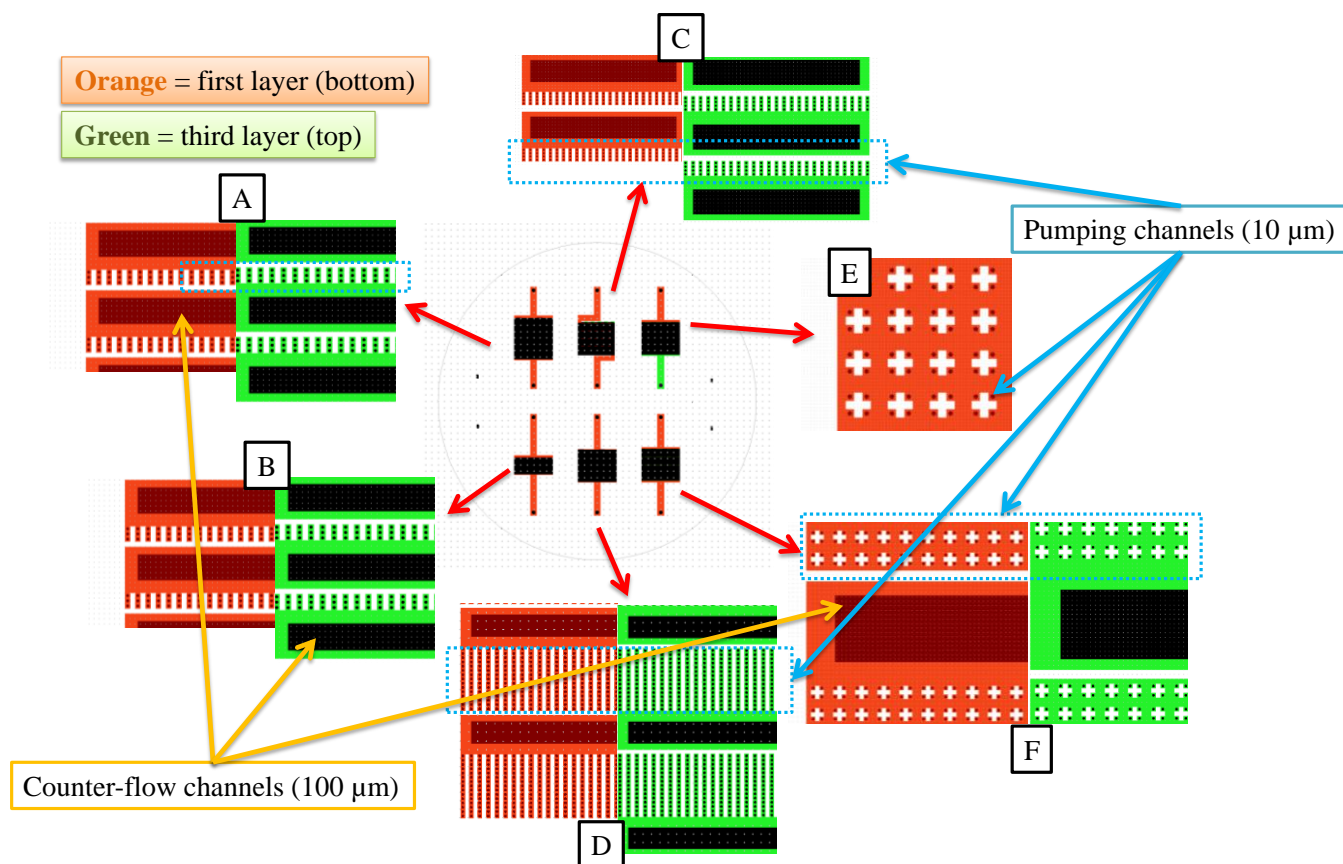 C
Orange = first layer (bottom)
Green = third layer (top)
A
Pumping channels (10 µm)
E
B
F
Counter-flow channels (100 µm)
D